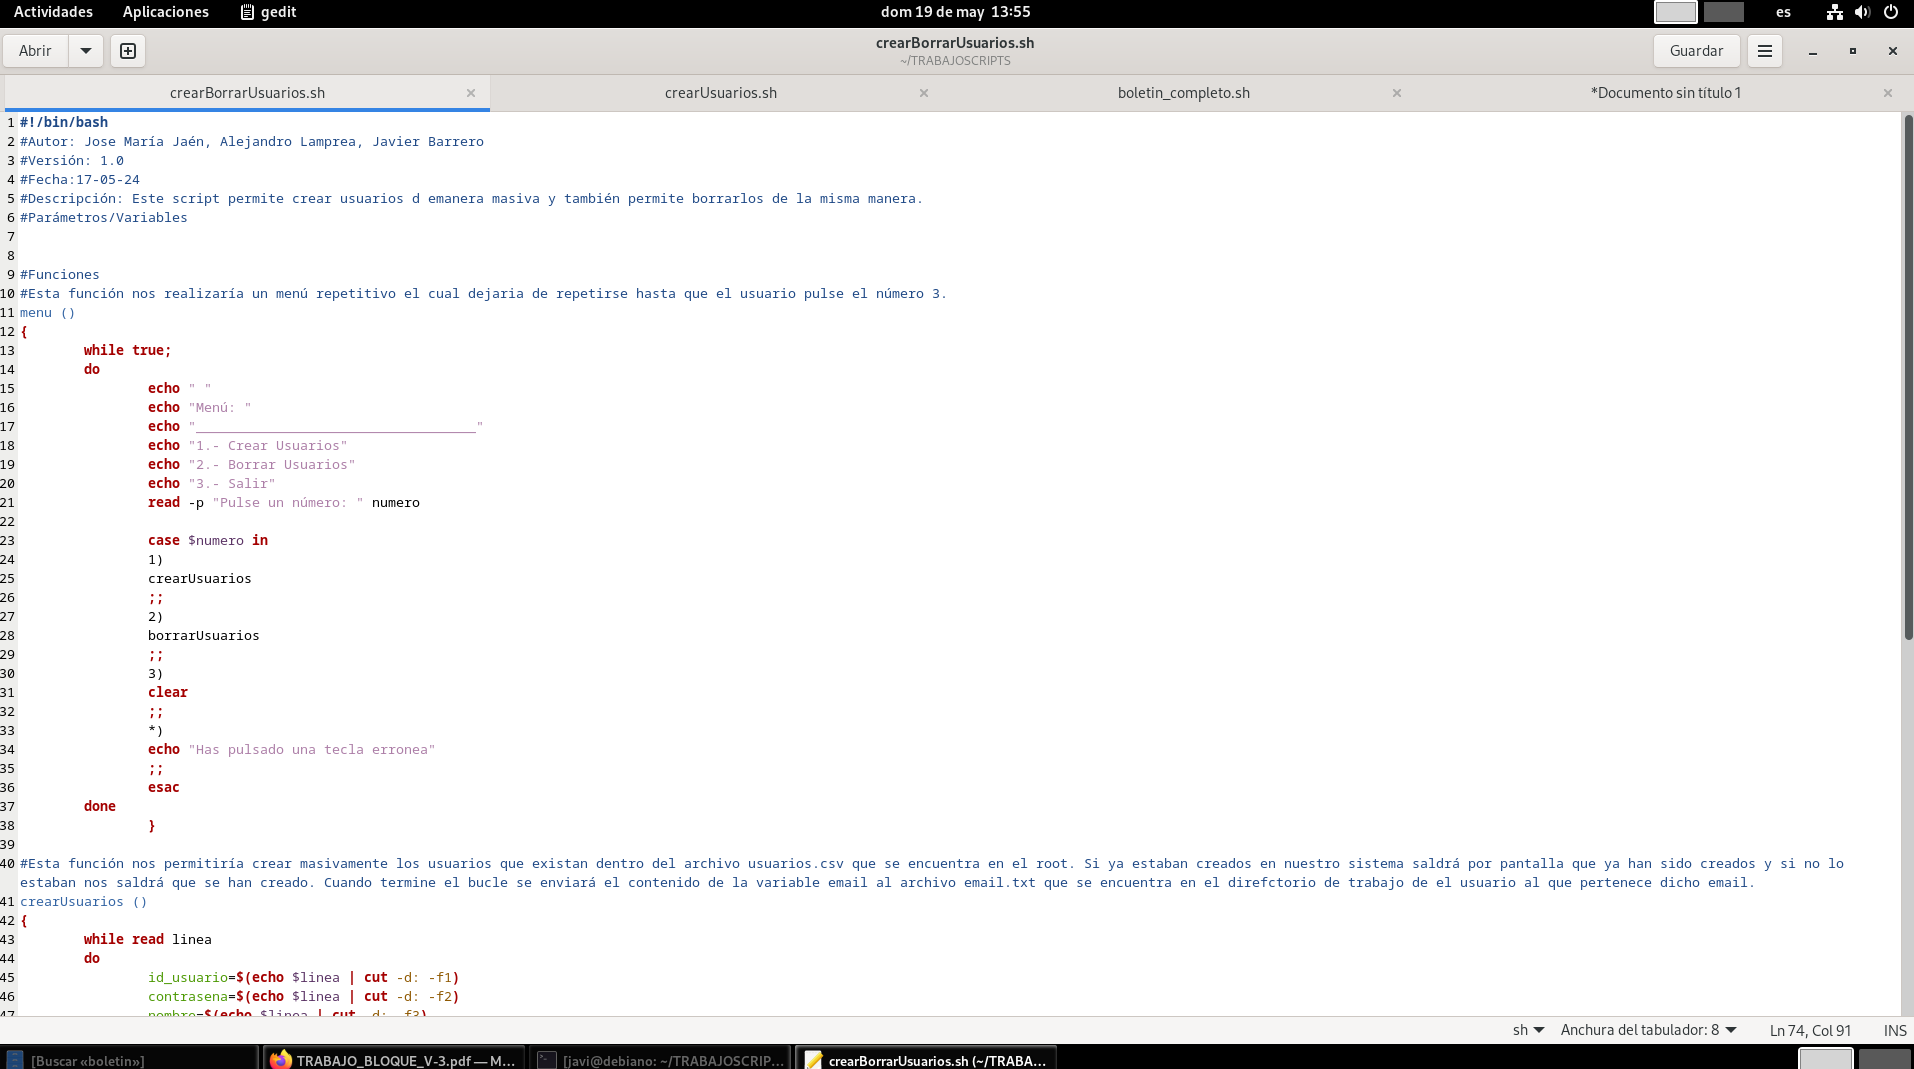 Actividades Aplicaciones gedit dom 19 de may 13:55 es
Abrir crearBorrarUsuarios.sh Guardar
~/TRABAJOSCRIPTS
crearBorrarUsuarios.sh × crearUsuarios.sh × boletin_completo.sh × *Documento sin título 1 ×
1 #!/bin/bash
2 #Autor: Jose María Jaén, Alejandro Lamprea, Javier Barrero
3 #Versión: 1.0
4 #Fecha:17-05-24
5 #Descripción: Este script permite crear usuarios d emanera masiva y también permite borrarlos de la misma manera.
6 #Parámetros/Variables
7
8
9 #Funciones
10 #Esta función nos realizaría un menú repetitivo el cual dejaria de repetirse hasta que el usuario pulse el número 3.
11 menu ()
12 {
13 while true;
14 do
15 echo " "
16 echo "Menú: "
17 echo "___________________________________"
18 echo "1.- Crear Usuarios"
19 echo "2.- Borrar Usuarios"
20 echo "3.- Salir"
21 read -p "Pulse un número: " numero
22
23 case $numero in
24 1)
25 crearUsuarios
26 ;;
27 2)
28 borrarUsuarios
29 ;;
30 3)
31 clear
32 ;;
33 *)
34 echo "Has pulsado una tecla erronea"
35 ;;
36 esac
37 done
38 }
39
40 #Esta función nos permitiría crear masivamente los usuarios que existan dentro del archivo usuarios.csv que se encuentra en el root. Si ya estaban creados en nuestro sistema saldrá por pantalla que ya han sido creados y si no lo
estaban nos saldrá que se han creado. Cuando termine el bucle se enviará el contenido de la variable email al archivo email.txt que se encuentra en el direfctorio de trabajo de el usuario al que pertenece dicho email.
41 crearUsuarios ()
42 {
43 while read linea
44 do
45 id_usuario=$(echo $linea | cut -d: -f1)
46 contrasena=$(echo $linea | cut -d: -f2)
47 nombre=$(echo $linea | cut -d: -f3)
sh Anchura del tabulador: 8 Ln 74, Col 91 INS
[Buscar «boletin»] TRABAJO_BLOQUE_V-3.pdf — M... [javi@debiano: ~/TRABAJOSCRIP... crearBorrarUsuarios.sh (~/TRABA...